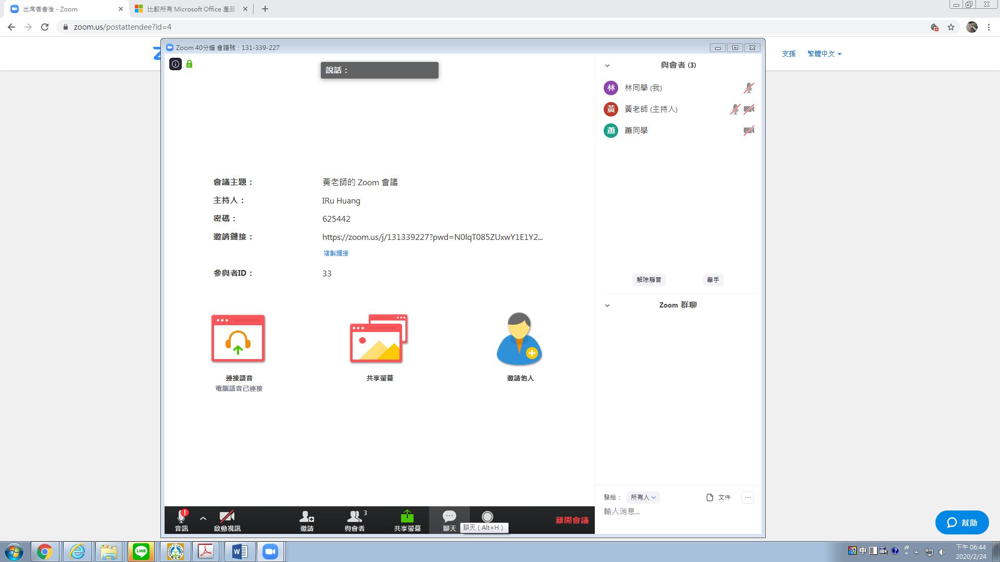 出席者會後 - Zoom
比較所有 Microsoft Office 產品
zoom.us/postattendee?id=4
支援
繁體中文
Zoom 40分鐘 會議號：131-339-227
說話：
會議主題：
黃老師的 Zoom 會議
主持人：
IRu Huang
密碼：
625442
邀請鏈接：
https://zoom.us/j/131339227?pwd=N0lqT085ZUxwY1E1Y2...
複製鏈接
參與者ID：
33
連接語音
電腦語音已連接
共享螢幕
邀請他人
與會者 (3)
林 林同學 (我)
黃 黃老師 (主持人)
蕭 蕭同學
解除靜音
舉手
Zoom 群聊
發給：
所有人
文件
...
輸入消息...
音訊
啟動視訊
邀請
3
與會者
共享螢幕
聊天
聊天 ( Alt+H )
離開會議
幫助
LINE
中
下午 06:44
2020/2/24